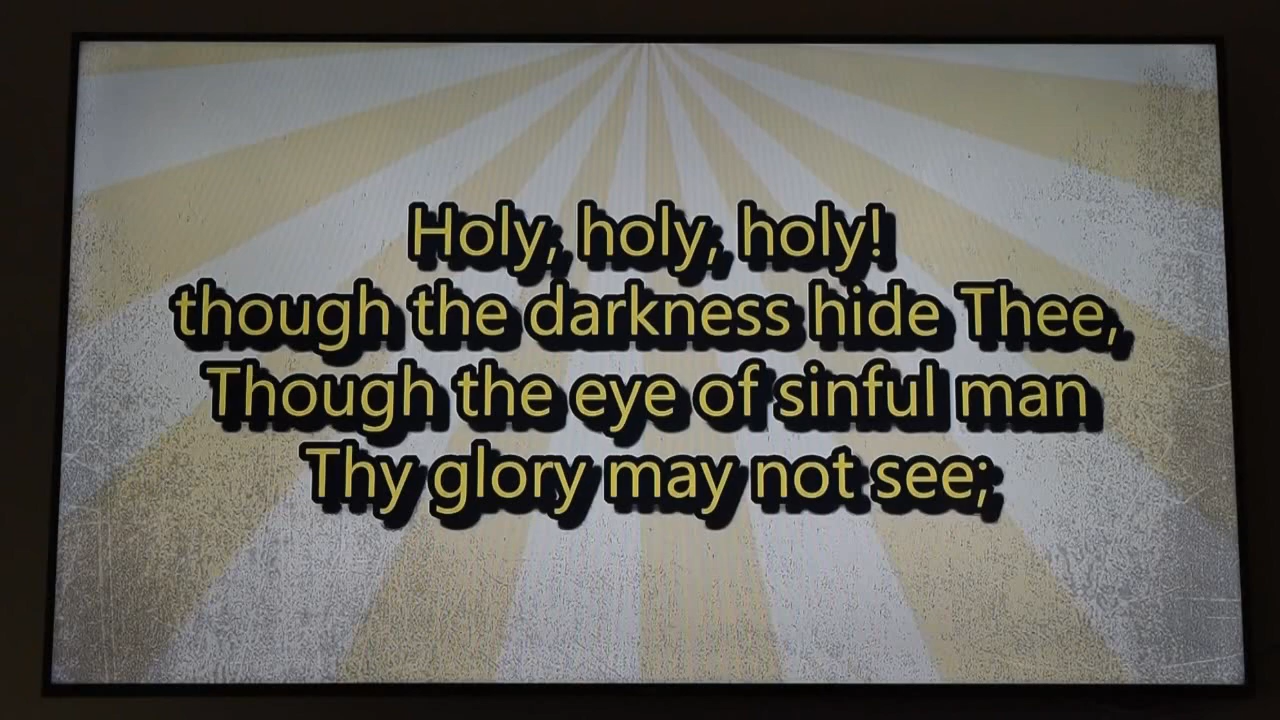 Holy, holy, holy!
though the darkness hide Thee,
Though the eye of sinful man
Thy glory may not see;